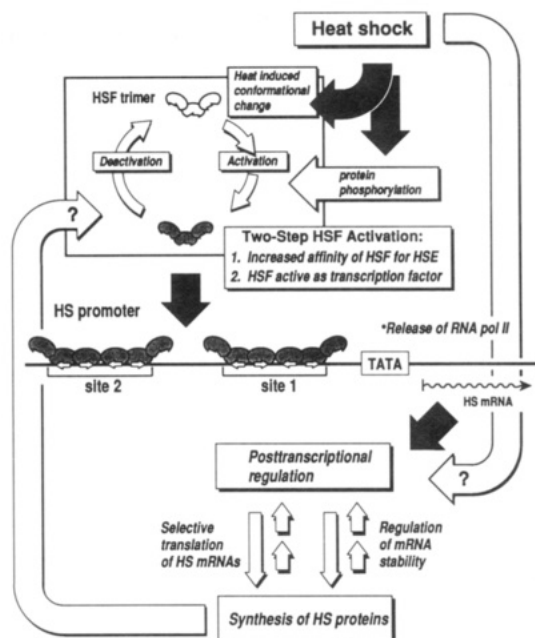 Heat shock
Heat induced
conformational
change
HSF trimer
Deactivation
Activation
protein
phosphorylation
?
Two-Step HSF Activation:
1. Increased affinity of HSF for HSE
2. HSF active as transcription factor
HS promoter
*Release of RNA pol II
TATA
site 2
site 1
HS mRNA
Posttranscriptional
regulation
?
Selective
translation
of HS mRNAs
Regulation
of mRNA
stability
Synthesis of HS proteins